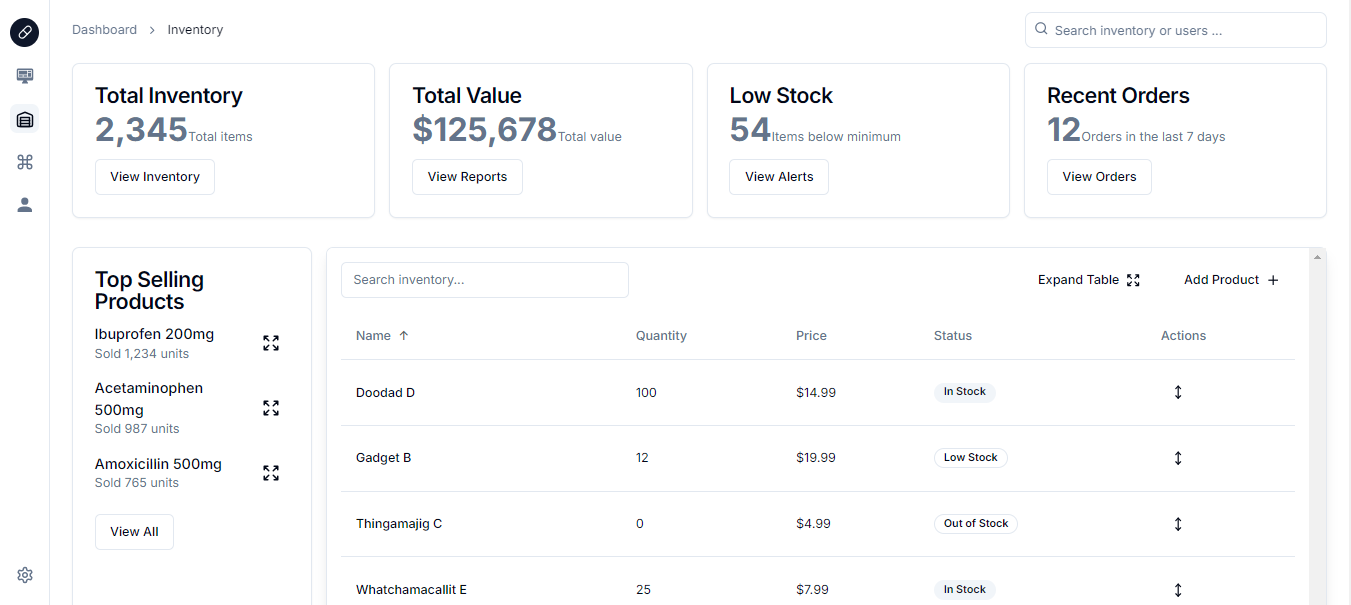 Dashboard > Inventory
Search inventory or users ...
Total Inventory
2,345 Total items
View Inventory
Total Value
$125,678 Total value
View Reports
Low Stock
54 Items below minimum
View Alerts
Recent Orders
12 Orders in the last 7 days
View Orders
Top Selling
Products
Ibuprofen 200mg
Sold 1,234 units
Acetaminophen
500mg
Sold 987 units
Amoxicillin 500mg
Sold 765 units
View All
Search inventory...
Expand Table
Add Product +
Name ↑ Quantity Price Status Actions
Doodad D 100 $14.99 In Stock
Gadget B 12 $19.99 Low Stock
Thingamajig C 0 $4.99 Out of Stock
Whatchamacallit E 25 $7.99 In Stock